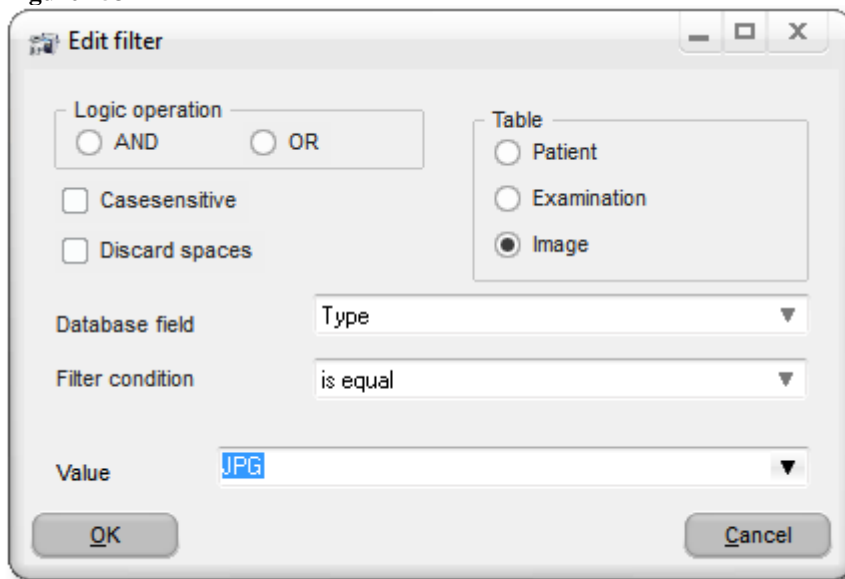 Edit filter
Logic operation
AND
OR
Casesensitive
Discard spaces
Table
Patient
Examination
Image
Database field
Type
Filter condition
is equal
Value
JPG
OK
Cancel